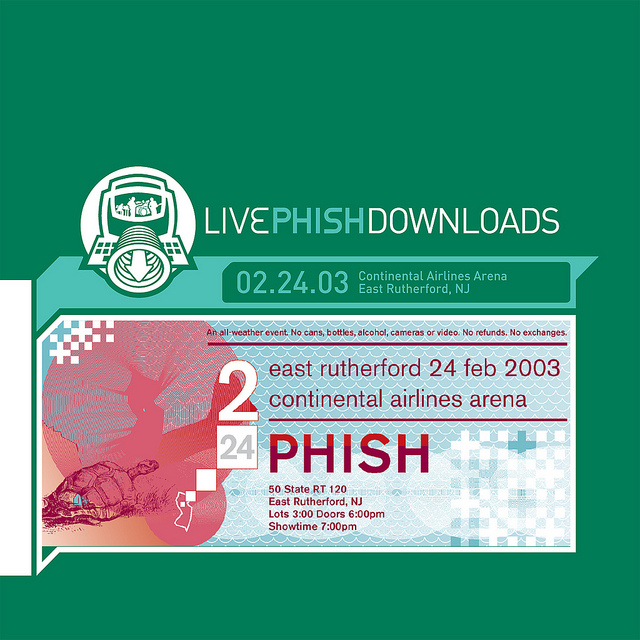 LIVEPHISHDOWNLOADS
02.24.03
Continental Airlines Arena
East Rutherford, NJ
An all-weather event. No cans, bottles, alcohol, cameras or video. No refunds. No exchanges.
2
24
east rutherford 24 feb 2003
continental airlines arena
PHISH
50 State RT 120
East Rutherford, NJ
Lots 3:00 Doors 6:00pm
Showtime 7:00pm